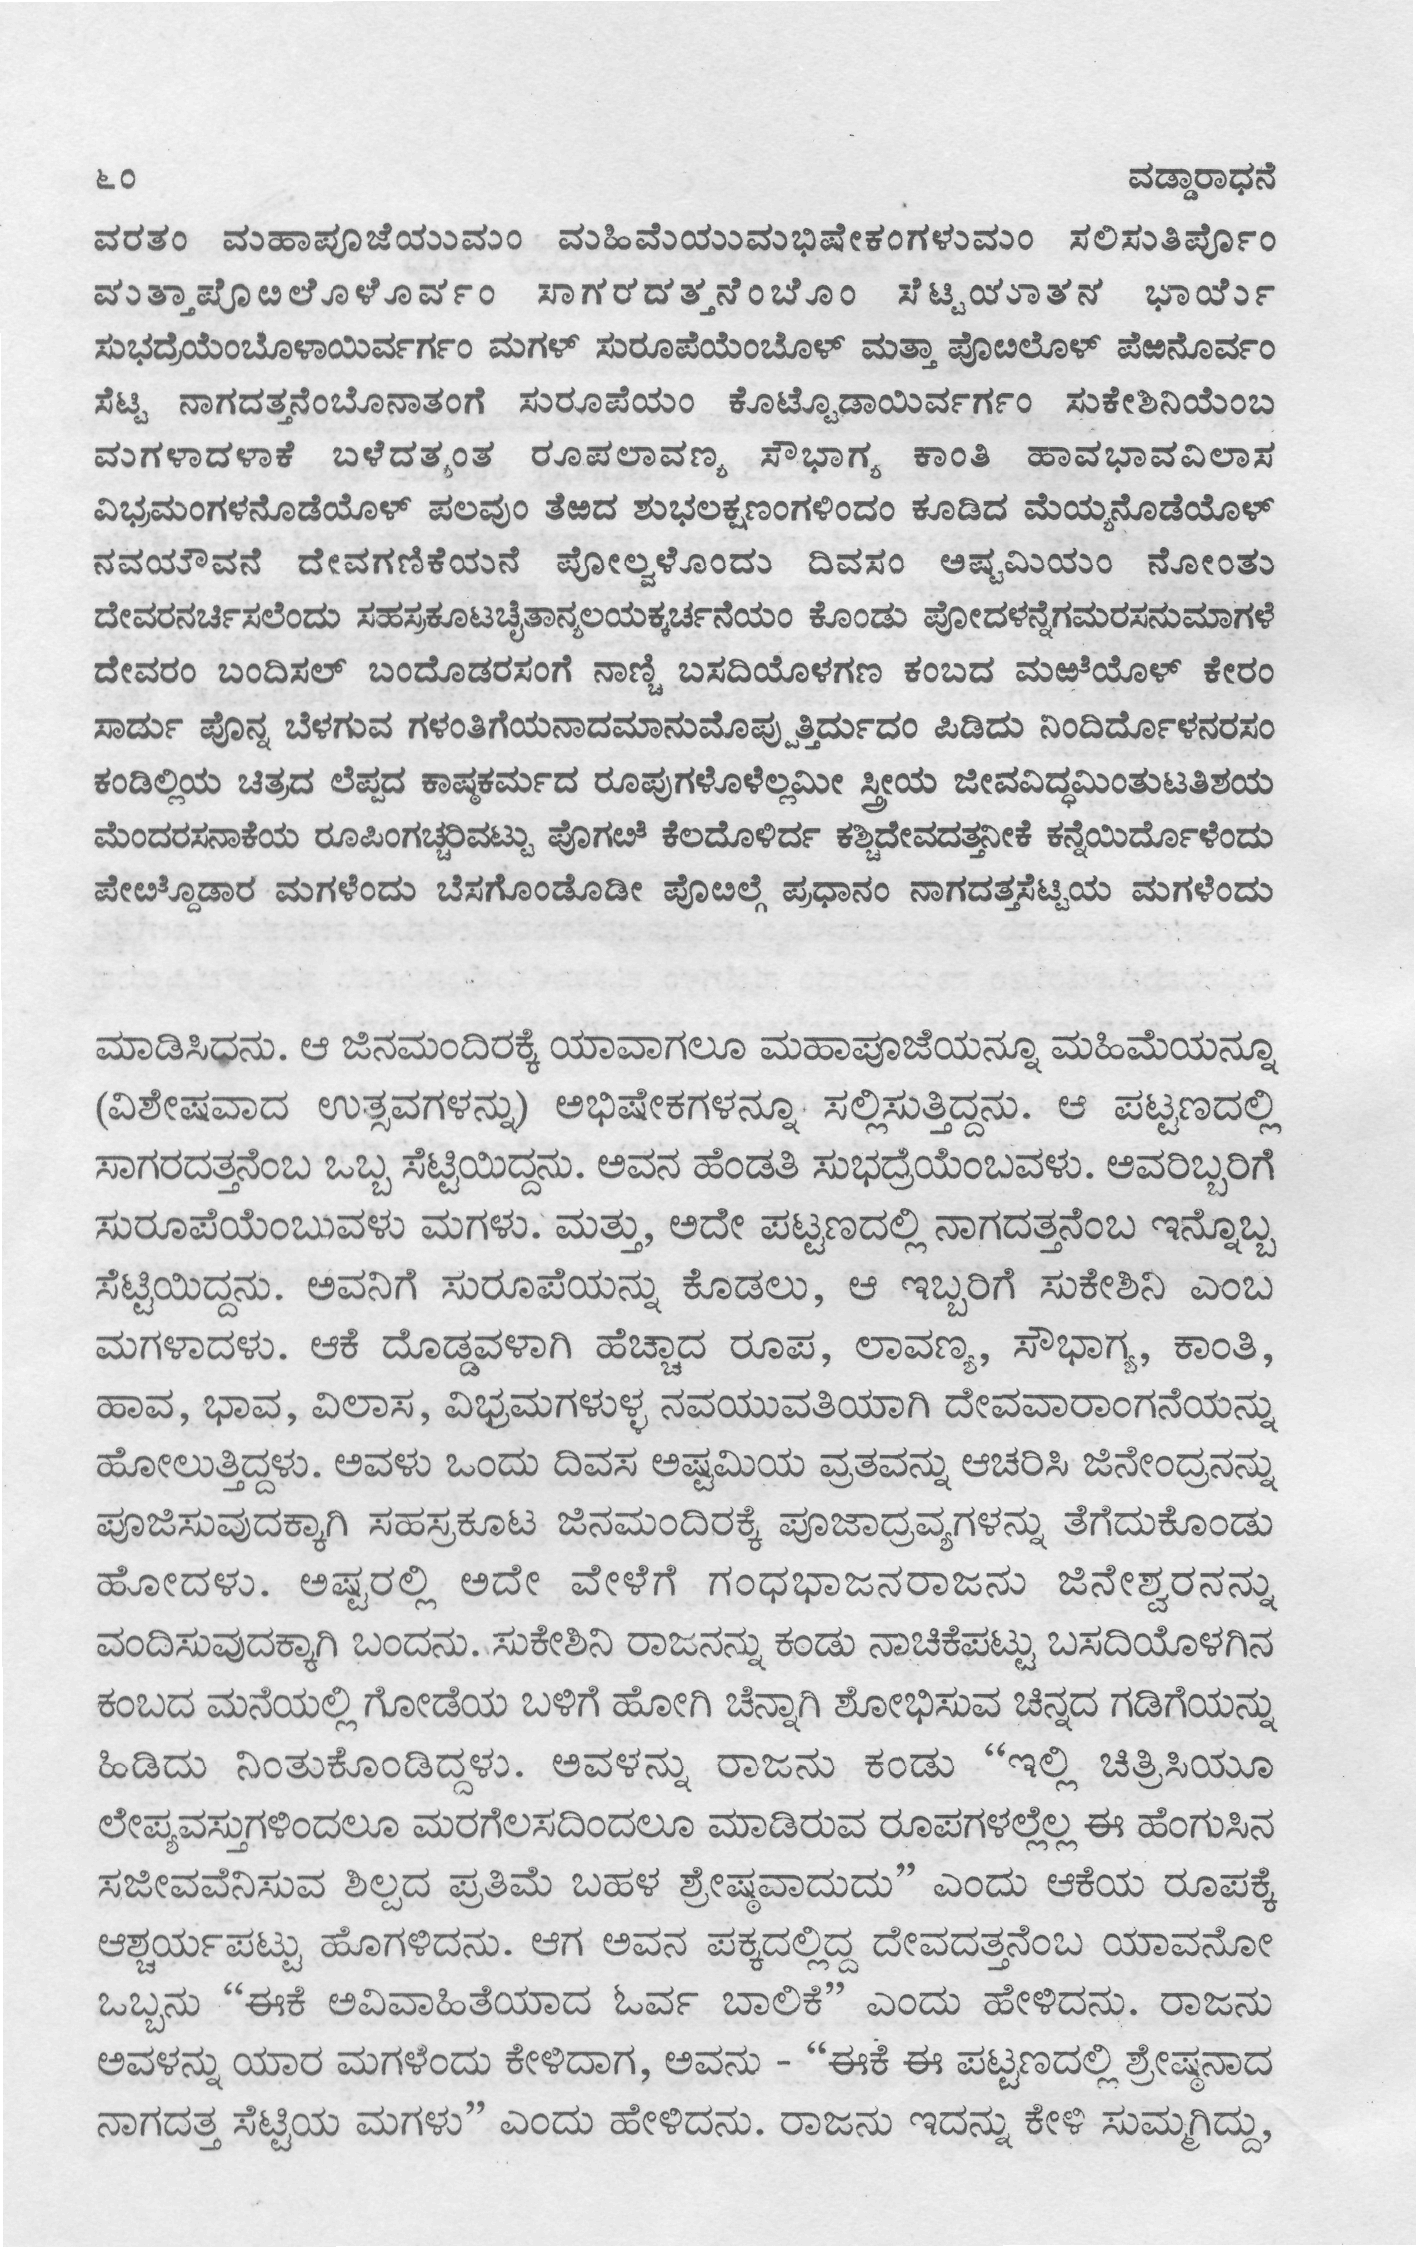 ೬೦ ವಡ್ಡಾರಾಧನೆ
ವರತಂ ಮಹಾಪೂಜೆಯುಮಂ ಮಹಿಮೆಯುಮಭಿಷೇಕಂಗಳುಮಂ ಸಲಿಸುತಿರ್ಪೊಂ
ಮತ್ತಾಪೊೞಲೊಳೊರ್ವಂ ಸಾಗರದತ್ತನೆಂಬೊಂ ಸೆಟ್ಟಿಯಾತನ ಭಾರ್ಯೆ
ಸುಭದ್ರೆಯೆಂಬೊಳಾಯಿರ್ವರ್ಗಂ ಮಗಳ್ ಸುರೂಪೆಯೆಂಬೊಳ್ ಮತ್ತಾ ಪೊೞಲೊಳ್ ಪೆಱನೊರ್ವಂ
ಸೆಟ್ಟಿ ನಾಗದತ್ತನೆಂಬೊನಾತಂಗೆ ಸುರೂಪೆಯಂ ಕೊಟ್ಟೊಡಾಯಿರ್ವರ್ಗಂ ಸುಕೇಶಿನಿಯೆಂಬ
ಮಗಳಾದಳಾಕೆ ಬಳೆದತ್ಯಂತ ರೂಪಲಾವಣ್ಯ ಸೌಭಾಗ್ಯ ಕಾಂತಿ ಹಾವಭಾವವಿಲಾಸ
ವಿಭ್ರಮಂಗಳನೊಡೆಯೊಳ್ ಪಲವುಂ ತೆಱದ ಶುಭಲಕ್ಷಣಂಗಳಿಂದಂ ಕೂಡಿದ ಮೆಯ್ಯನೊಡೆಯೊಳ್
ನವಯೌವನೆ ದೇವಗಣಿಕೆಯನೆ ಪೋಲ್ವಳೊಂದು ದಿವಸಂ ಅಷ್ಟಮಿಯಂ ನೋಂತು
ದೇವರನರ್ಚಿಸಲೆಂದು ಸಹಸ್ರಕೂಟಚೈತಾನ್ಯಲಯಕ್ಕರ್ಚನೆಯಂ ಕೊಂಡು ಪೋದಳನ್ನೆಗಮರಸನುಮಾಗಳೆ
ದೇವರಂ ಬಂದಿಸಲ್ ಬಂದೊಡರಸಂಗೆ ನಾಣ್ಚಿ ಬಸದಿಯೊಳಗಣ ಕಂಬದ ಮಱೆಯೊಳ್ ಕೇರಂ
ಸಾರ್ದು ಪೊನ್ನ ಬೆಳಗುವ ಗಳಂತಿಗೆಯನಾದಮಾನುಮೊಪ್ಪುತ್ತಿರ್ದುದಂ ಪಿಡಿದು ನಿಂದಿರ್ದೊಳನರಸಂ
ಕಂಡಿಲ್ಲಿಯ ಚಿತ್ರದ ಲೆಪ್ಪದ ಕಾಷ್ಠಕರ್ಮದ ರೂಪುಗಳೊಳೆಲ್ಲಮೀ ಸ್ತ್ರೀಯ ಜೀವವಿದ್ಧಮಿಂತುಟತಿಶಯ
ಮೆಂದರಸನಾಕೆಯ ರೂಪಿಂಗಚ್ಚರಿವಟ್ಟು ಪೊಗೞೆ ಕೆಲದೊಳಿರ್ದ ಕಶ್ಚಿದೇವದತ್ತನೀಕೆ ಕನ್ನೆಯಿರ್ದೊಳೆಂದು
ಪೇೞ್ದೊಡಾರ ಮಗಳೆಂದು ಬೆಸಗೊಂಡೊಡೀ ಪೊೞಲ್ಗೆ ಪ್ರಧಾನಂ ನಾಗದತ್ತಸೆಟ್ಟಿಯ ಮಗಳೆಂದು
ಮಾಡಿಸಿಧನು. ಆ ಜಿನಮಂದಿರಕ್ಕೆ ಯಾವಾಗಲೂ ಮಹಾಪೂಜೆಯನ್ನೂ ಮಹಿಮೆಯನ್ನೂ
(ವಿಶೇಷವಾದ ಉತ್ಸವಗಳನ್ನು) ಅಭಿಷೇಕಗಳನ್ನೂ ಸಲ್ಲಿಸುತ್ತಿದ್ದನು. ಆ ಪಟ್ಟಣದಲ್ಲಿ
ಸಾಗರದತ್ತನೆಂಬ ಒಬ್ಬ ಸೆಟ್ಟಿಯಿದ್ದನು. ಅವನ ಹೆಂಡತಿ ಸುಭದ್ರೆಯೆಂಬವಳು. ಅವರಿಬ್ಬರಿಗೆ
ಸುರೂಪೆಯೆಂಬುವಳು ಮಗಳು. ಮತ್ತು, ಅದೇ ಪಟ್ಟಣದಲ್ಲಿ ನಾಗದತ್ತನೆಂಬ ಇನ್ನೊಬ್ಬ
ಸೆಟ್ಟಿಯಿದ್ದನು. ಅವನಿಗೆ ಸುರೂಪೆಯನ್ನು ಕೊಡಲು, ಆ ಇಬ್ಬರಿಗೆ ಸುಕೇಶಿನಿ ಎಂಬ
ಮಗಳಾದಳು. ಆಕೆ ದೊಡ್ಡವಳಾಗಿ ಹೆಚ್ಚಾದ ರೂಪ, ಲಾವಣ್ಯ, ಸೌಭಾಗ್ಯ, ಕಾಂತಿ,
ಹಾವ, ಭಾವ, ವಿಲಾಸ, ವಿಭ್ರಮಗಳುಳ್ಳ ನವಯುವತಿಯಾಗಿ ದೇವವಾರಾಂಗನೆಯನ್ನು
ಹೋಲುತ್ತಿದ್ದಳು. ಅವಳು ಒಂದು ದಿವಸ ಅಷ್ಟಮಿಯ ವ್ರತವನ್ನು ಆಚರಿಸಿ ಜಿನೇಂದ್ರನನ್ನು
ಪೂಜಿಸುವುದಕ್ಕಾಗಿ ಸಹಸ್ರಕೂಟ ಜಿನಮಂದಿರಕ್ಕೆ ಪೂಜಾದ್ರವ್ಯಗಳನ್ನು ತೆಗೆದುಕೊಂಡು
ಹೋದಳು. ಅಷ್ಟರಲ್ಲಿ ಅದೇ ವೇಳೆಗೆ ಗಂಧಭಾಜನರಾಜನು ಜಿನೇಶ್ವರನನ್ನು
ವಂದಿಸುವುದಕ್ಕಾಗಿ ಬಂದನು. ಸುಕೇಶಿನಿ ರಾಜನನ್ನು ಕಂಡು ನಾಚಿಕೆಪಟ್ಟು ಬಸದಿಯೊಳಗಿನ
ಕಂಬದ ಮನೆಯಲ್ಲಿ ಗೋಡೆಯ ಬಳಿಗೆ ಹೋಗಿ ಚೆನ್ನಾಗಿ ಶೋಭಿಸುವ ಚಿನ್ನದ ಗಡಿಗೆಯನ್ನು
ಹಿಡಿದು ನಿಂತುಕೊಂಡಿದ್ದಳು. ಅವಳನ್ನು ರಾಜನು ಕಂಡು “ಇಲ್ಲಿ ಚಿತ್ರಿಸಿಯೂ
ಲೇಪ್ಯವಸ್ತುಗಳಿಂದಲೂ ಮರಗೆಲಸದಿಂದಲೂ ಮಾಡಿರುವ ರೂಪಗಳಲ್ಲೆಲ್ಲ ಈ ಹೆಂಗುಸಿನ
ಸಜೀವವೆನಿಸುವ ಶಿಲ್ಪದ ಪ್ರತಿಮೆ ಬಹಳ ಶ್ರೇಷ್ಠವಾದುದು” ಎಂದು ಆಕೆಯ ರೂಪಕ್ಕೆ
ಆಶ್ಚರ್ಯಪಟ್ಟು ಹೊಗಳಿದನು. ಆಗ ಅವನ ಪಕ್ಕದಲ್ಲಿದ್ದ ದೇವದತ್ತನೆಂಬ ಯಾವನೋ
ಒಬ್ಬನು “ಈಕೆ ಅವಿವಾಹಿತೆಯಾದ ಓರ್ವ ಬಾಲಿಕೆ” ಎಂದು ಹೇಳಿದನು. ರಾಜನು
ಅವಳನ್ನು ಯಾರ ಮಗಳೆಂದು ಕೇಳಿದಾಗ, ಅವನು - “ಈಕೆ ಈ ಪಟ್ಟಣದಲ್ಲಿ ಶ್ರೇಷ್ಠನಾದ
ನಾಗದತ್ತ ಸೆಟ್ಟಿಯ ಮಗಳು” ಎಂದು ಹೇಳಿದನು. ರಾಜನು ಇದನ್ನು ಕೇಳಿ ಸುಮ್ಮಗಿದ್ದು,